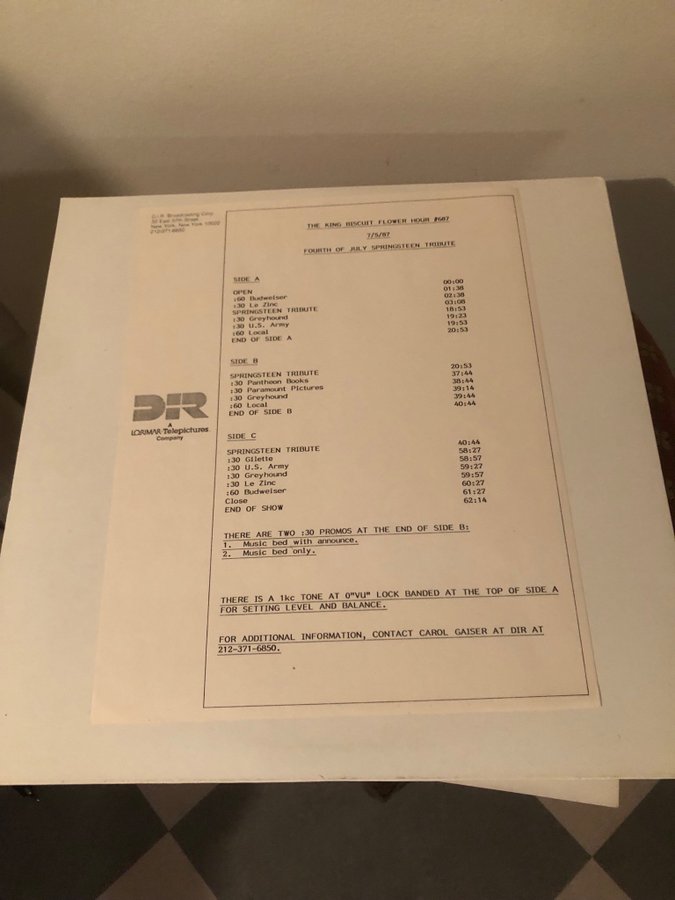 D.I.R. Broadcasting Corp.
32 East 57th Street
New York, New York 10022
212-371-6850
THE KING BISCUIT FLOWER HOUR #687
7/5/87
FOURTH OF JULY SPRINGSTEEN TRIBUTE
SIDE A
OPEN 00:00
:60 Budweiser 01:38
:30 Le Zinc 02:38
SPRINGSTEEN TRIBUTE 03:08
:30 Greyhound 18:53
:30 U.S. Army 19:23
:60 Local 19:53
END OF SIDE A 20:53
SIDE B
SPRINGSTEEN TRIBUTE 20:53
:30 Pantheon Books 37:44
:30 Paramount Pictures 38:44
:30 Greyhound 39:14
:60 Local 39:44
END OF SIDE B 40:44
DIR
A
LORIMAR-Telepictures
Company
SIDE C
SPRINGSTEEN TRIBUTE 40:44
:30 Gilette 58:27
:30 U.S. Army 58:57
:30 Greyhound 59:27
:30 Le Zinc 59:57
:60 Budweiser 60:27
Close 61:27
END OF SHOW 62:14
THERE ARE TWO :30 PROMOS AT THE END OF SIDE B:
1. Music bed with announce.
2. Music bed only.
THERE IS A 1kc TONE AT 0"VU" LOCK BANDED AT THE TOP OF SIDE A
FOR SETTING LEVEL AND BALANCE.
FOR ADDITIONAL INFORMATION, CONTACT CAROL GAISER AT DIR AT
212-371-6850.